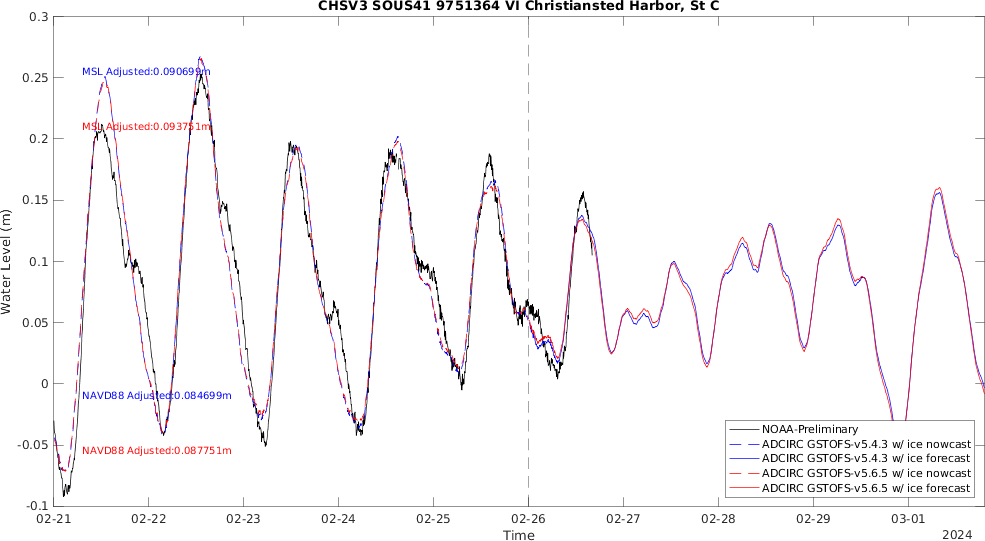 CHSV3 SOUS41 9751364 VI Christiansted Harbor, St C
0.3
0.25
0.2
0.15
0.1
0.05
0
-0.05
-0.1
Water Level (m)
MSL Adjusted:0.090699m
MSL Adjusted:0.093751m
NAVD88 Adjusted:0.084699m
NAVD88 Adjusted:0.087751m
NOAA-Preliminary
ADCIRC GSTOFS-v5.4.3 w/ ice nowcast
ADCIRC GSTOFS-v5.4.3 w/ ice forecast
ADCIRC GSTOFS-v5.6.5 w/ ice nowcast
ADCIRC GSTOFS-v5.6.5 w/ ice forecast
02-21 02-22 02-23 02-24 02-25 02-26 02-27 02-28 02-29 03-01
Time
2024